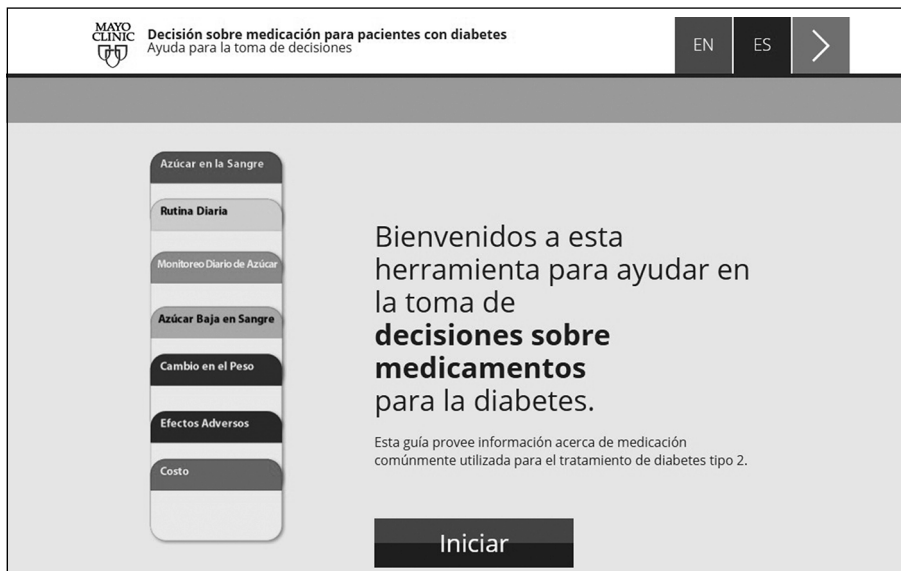 MAYO
CLINIC
Decisión sobre medicación para pacientes con diabetes
Ayuda para la toma de decisiones
EN
ES
Azúcar en la Sangre
Rutina Diaria
Monitoreo Diario de Azúcar
Azúcar Baja en Sangre
Cambio en el Peso
Efectos Adversos
Costo
Bienvenidos a esta
herramienta para ayudar en
la toma de
decisiones sobre
medicamentos
para la diabetes.
Esta guía provee información acerca de medicación
comúnmente utilizada para el tratamiento de diabetes tipo 2.
Iniciar